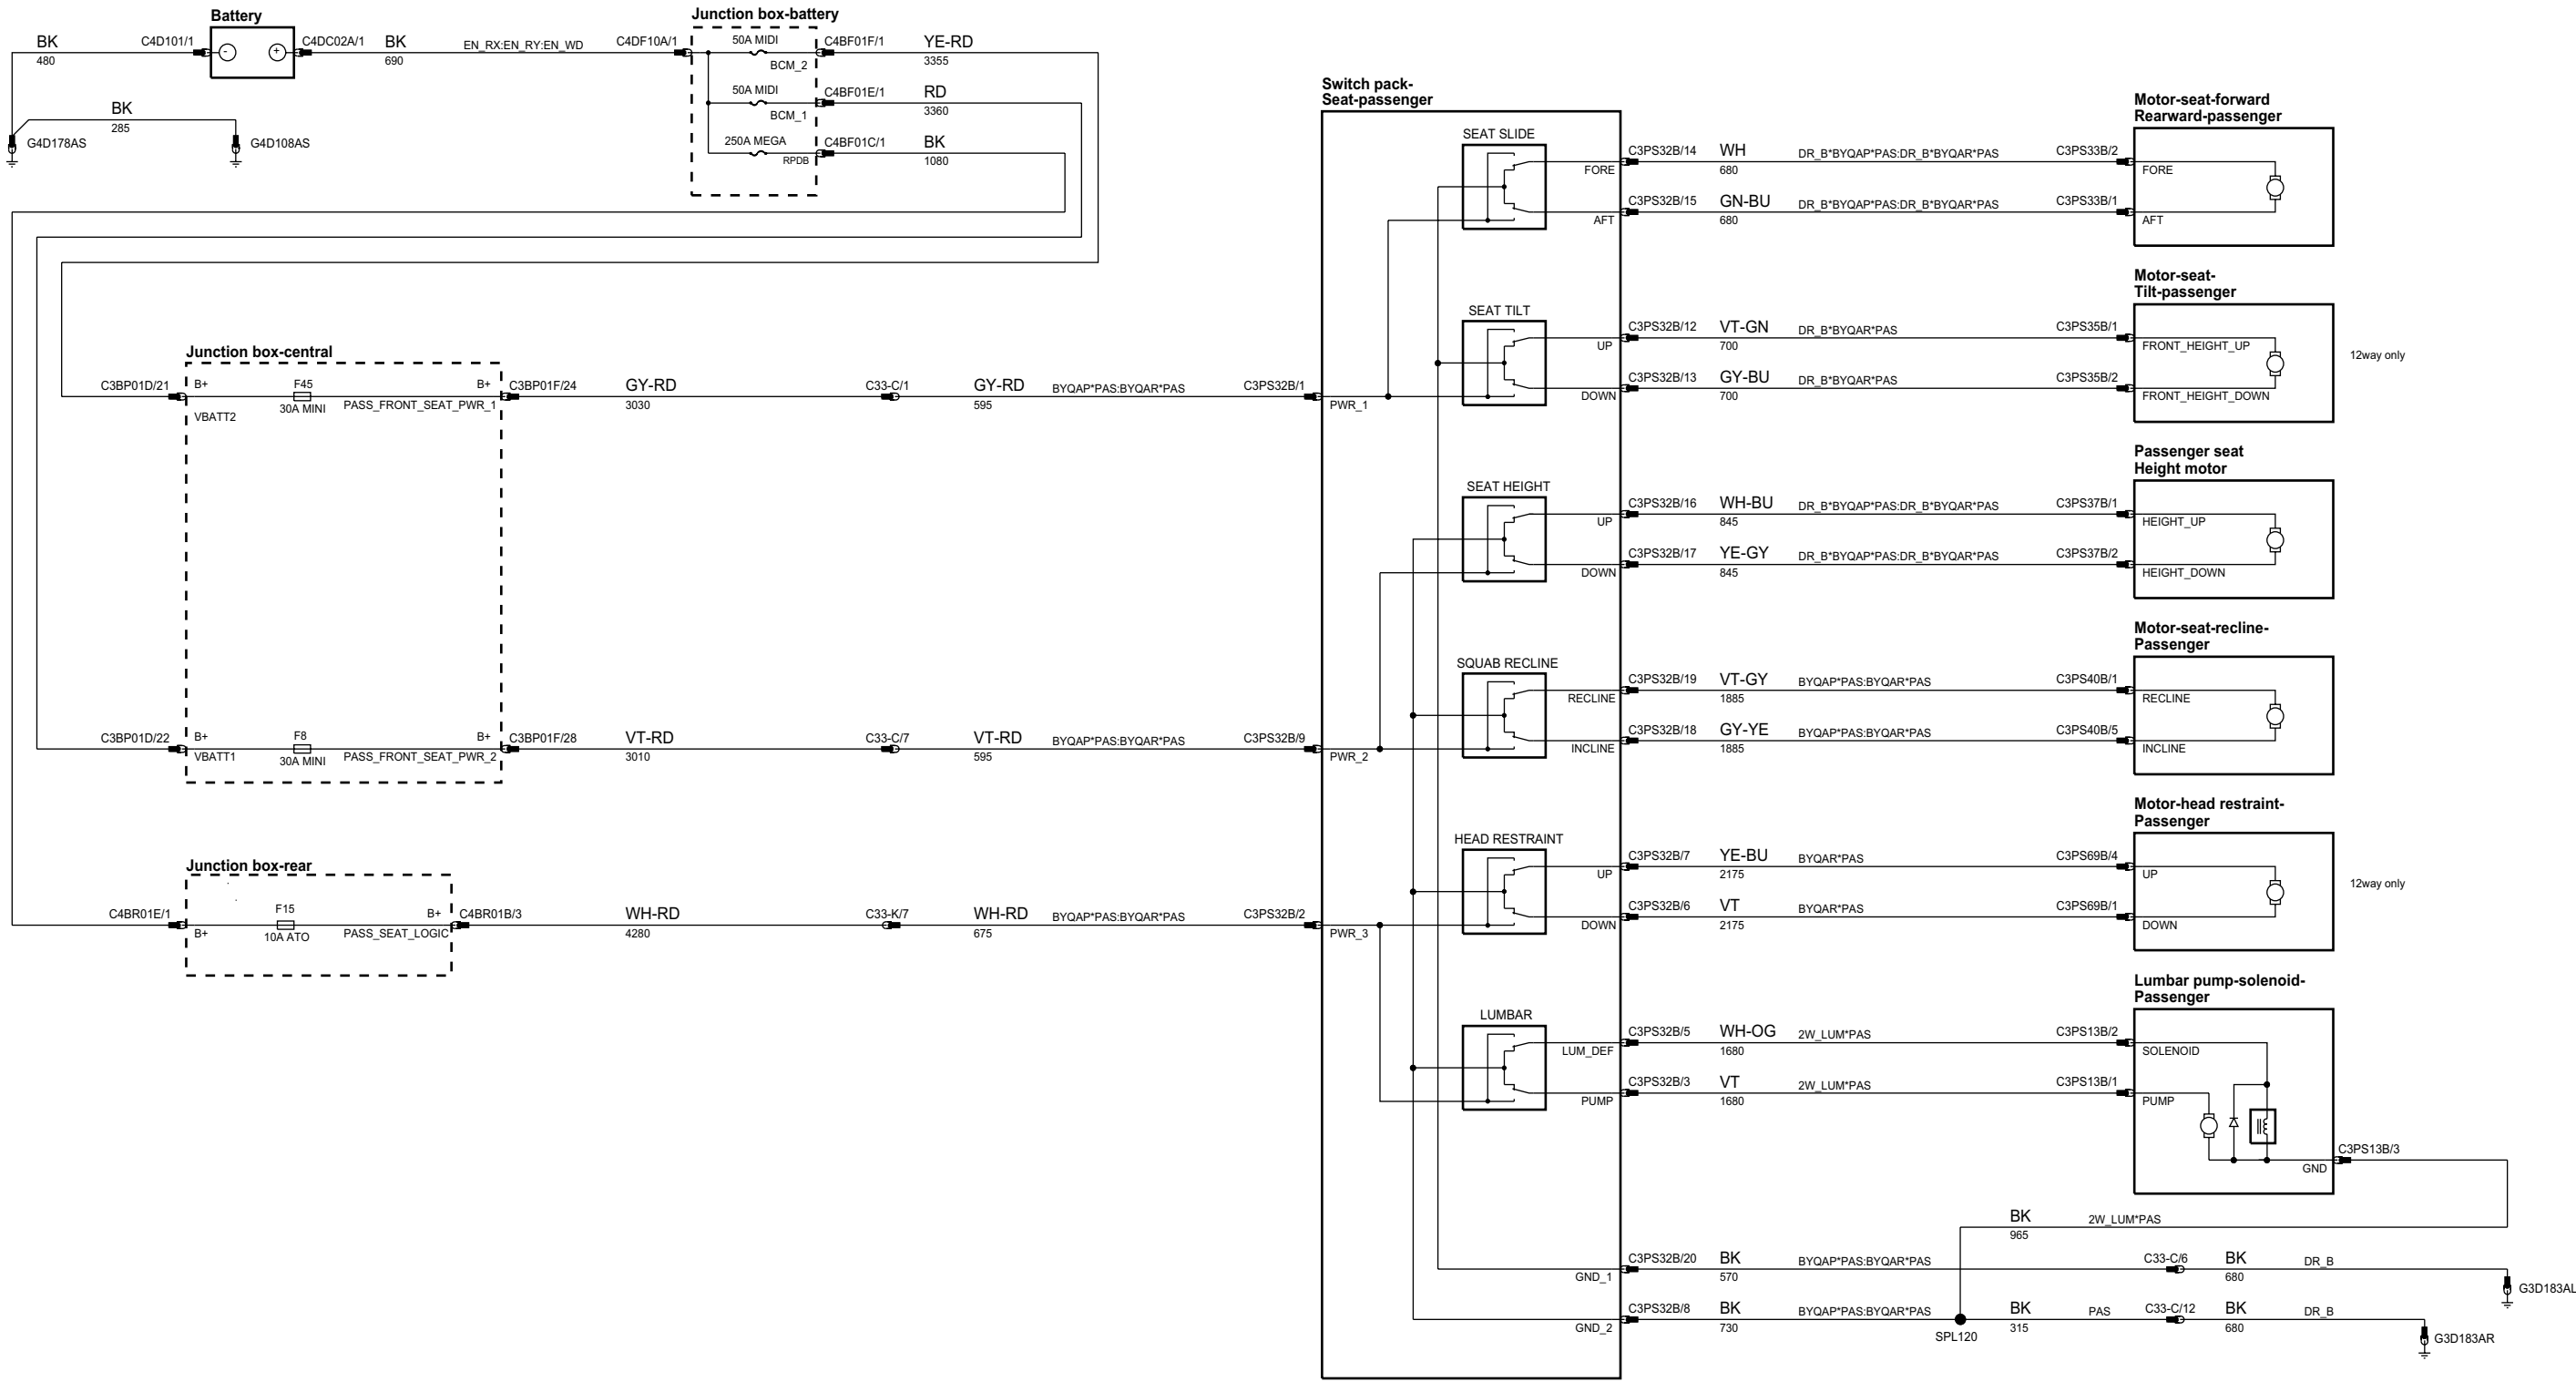 Battery
BK
480
C4D101/1
-
+
C4DC02A/1
BK
690
EN_RX:EN_RY:EN_WD
C4DF10A/1
BK
285
G4D178AS
G4D108AS
Junction box-battery
50A MIDI
BCM_2
C4BF01F/1
YE-RD
3355
50A MIDI
BCM_1
C4BF01E/1
RD
3360
250A MEGA
RPDB
C4BF01C/1
BK
1080
Junction box-central
C3BP01D/21
B+
VBATT2
F45
30A MINI
B+
PASS_FRONT_SEAT_PWR_1
C3BP01F/24
GY-RD
3030
C33-C/1
GY-RD
595
BYQAP*PAS:BYQAR*PAS
C3PS32B/1
PWR_1
C3BP01D/22
B+
VBATT1
F8
30A MINI
B+
PASS_FRONT_SEAT_PWR_2
C3BP01F/28
VT-RD
3010
C33-C/7
VT-RD
595
BYQAP*PAS:BYQAR*PAS
C3PS32B/9
PWR_2
Junction box-rear
C4BR01E/1
B+
F15
10A ATO
B+
PASS_SEAT_LOGIC
C4BR01B/3
WH-RD
4280
C33-K/7
WH-RD
675
BYQAP*PAS:BYQAR*PAS
C3PS32B/2
PWR_3
Switch pack-
Seat-passenger
SEAT SLIDE
FORE
AFT
C3PS32B/14
WH
680
DR_B*BYQAP*PAS:DR_B*BYQAR*PAS
C3PS33B/2
C3PS32B/15
GN-BU
680
DR_B*BYQAP*PAS:DR_B*BYQAR*PAS
C3PS33B/1
Motor-seat-forward
Rearward-passenger
FORE
AFT
SEAT TILT
UP
DOWN
C3PS32B/12
VT-GN
700
DR_B*BYQAR*PAS
C3PS35B/1
C3PS32B/13
GY-BU
700
DR_B*BYQAR*PAS
C3PS35B/2
Motor-seat-
Tilt-passenger
FRONT_HEIGHT_UP
FRONT_HEIGHT_DOWN
12way only
SEAT HEIGHT
UP
DOWN
C3PS32B/16
WH-BU
845
DR_B*BYQAP*PAS:DR_B*BYQAR*PAS
C3PS37B/1
C3PS32B/17
YE-GY
845
DR_B*BYQAP*PAS:DR_B*BYQAR*PAS
C3PS37B/2
Passenger seat
Height motor
HEIGHT_UP
HEIGHT_DOWN
SQUAB RECLINE
RECLINE
INCLINE
C3PS32B/19
VT-GY
1885
BYQAP*PAS:BYQAR*PAS
C3PS40B/1
C3PS32B/18
GY-YE
1885
BYQAP*PAS:BYQAR*PAS
C3PS40B/5
Motor-seat-recline-
Passenger
RECLINE
INCLINE
HEAD RESTRAINT
UP
DOWN
C3PS32B/7
YE-BU
2175
BYQAR*PAS
C3PS69B/4
C3PS32B/6
VT
2175
BYQAR*PAS
C3PS69B/1
Motor-head restraint-
Passenger
UP
DOWN
12way only
LUMBAR
LUM_DEF
PUMP
C3PS32B/5
WH-OG
1680
2W_LUM*PAS
C3PS13B/2
C3PS32B/3
VT
1680
2W_LUM*PAS
C3PS13B/1
Lumbar pump-solenoid-
Passenger
SOLENOID
PUMP
GND
C3PS13B/3
BK
965
2W_LUM*PAS
GND_1
C3PS32B/20
BK
570
BYQAP*PAS:BYQAR*PAS
C33-C/6
BK
680
DR_B
G3D183AL
GND_2
C3PS32B/8
BK
730
BYQAP*PAS:BYQAR*PAS
SPL120
BK
315
PAS
C33-C/12
BK
680
DR_B
G3D183AR